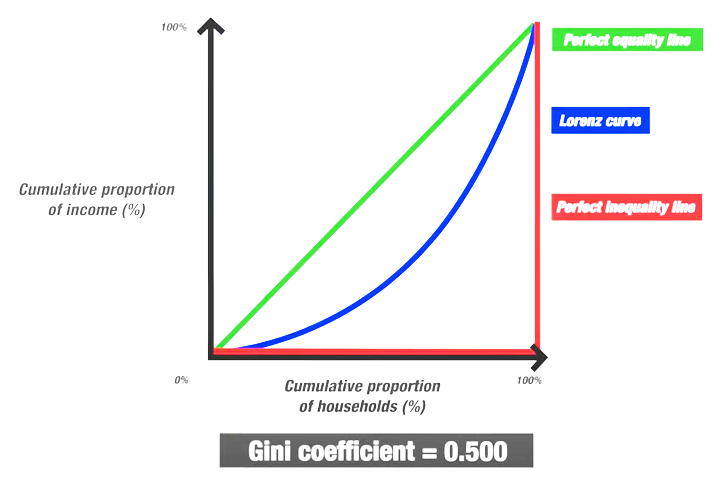 100%
Perfect equality line
Lorenz curve
Cumulative proportion
of income (%)
Perfect inequality line
0%
100%
Cumulative proportion
of households (%)
Gini coefficient = 0.500